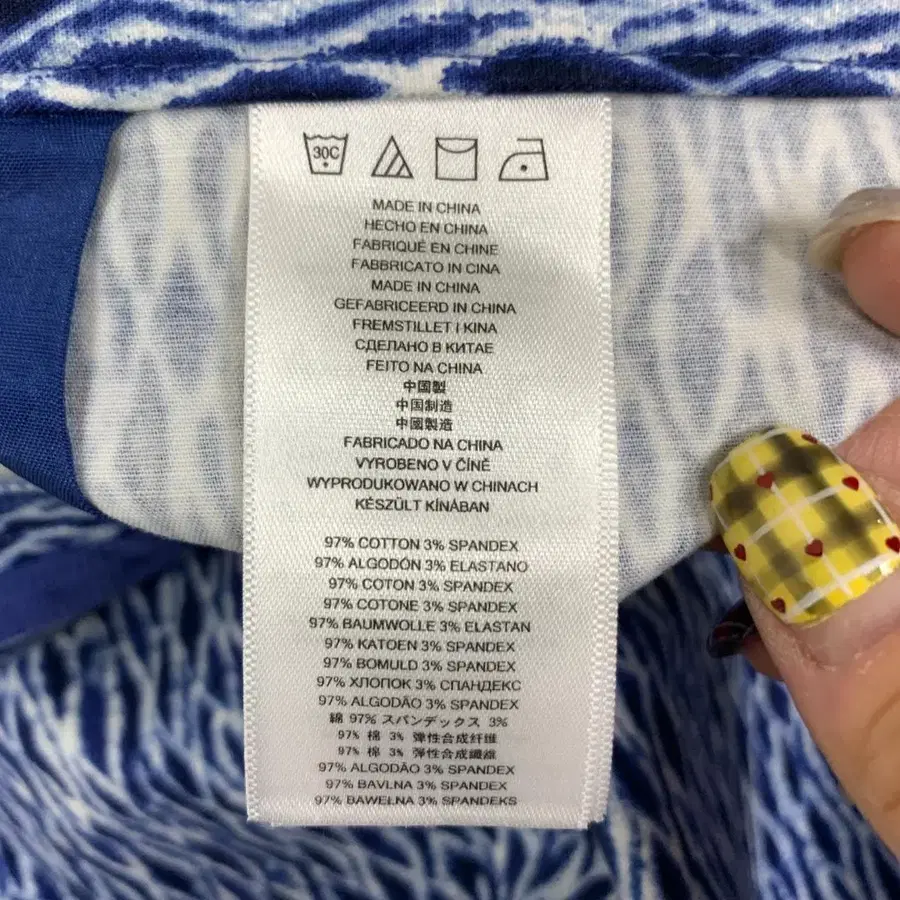 30C
MADE IN CHINA
HECHO EN CHINA
FABRIQUÉ EN CHINE
FABBRICATO IN CINA
MADE IN CHINA
GEFABRICEERD IN CHINA
FREMSTILLET I KINA
СДЕЛАНО В КИТАЕ
FEITO NA CHINA
中国製
中国制造
中國製造
FABRICADO NA CHINA
VYROBENO V ČÍNĚ
WYPRODUKOWANO W CHINACH
KÉSZÜLT KÍNÁBAN
97% COTTON 3% SPANDEX
97% ALGODÓN 3% ELASTANO
97% COTON 3% SPANDEX
97% COTONE 3% SPANDEX
97% BAUMWOLLE 3% ELASTAN
97% KATOEN 3% SPANDEX
97% BOMULD 3% SPANDEX
97% ХЛОПОК 3% СПАНДЕКС
97% ALGODÃO 3% SPANDEX
綿 97% スパンデックス 3%
97% 棉 3% 弹性合成纤维
97% 棉 3% 弾性合成纖維
97% ALGODÃO 3% SPANDEX
97% BAVLNA 3% SPANDEX
97% BAWEŁNA 3% SPANDEKS